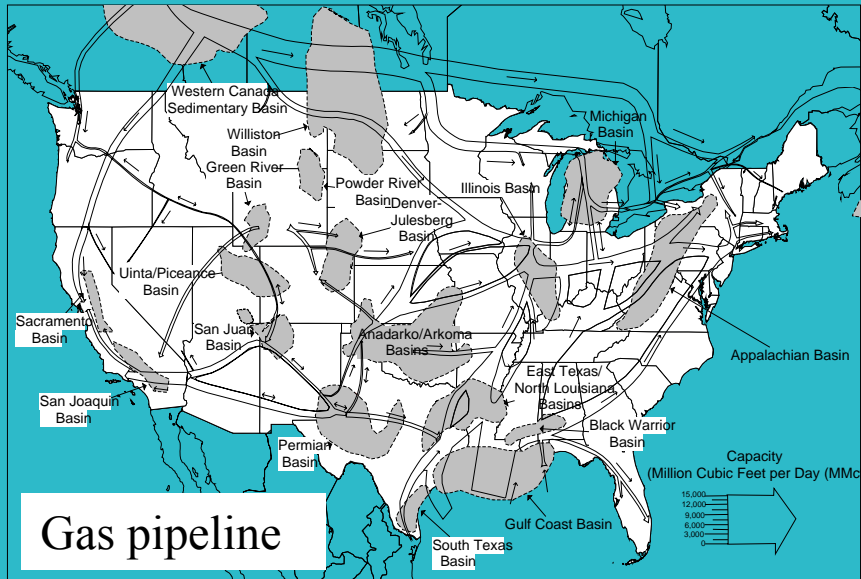 Western Canada
Sedimentary Basin
Williston
Basin
Green River
Basin
Powder River
Basin
Denver-
Julesberg
Basin
Illinois Basin
Michigan
Basin
Uinta/Piceance
Basin
Sacramento
Basin
San Juan
Basin
Anadarko/Arkoma
Basins
Appalachian Basin
San Joaquin
Basin
East Texas/
North Louisiana
Basins
Black Warrior
Basin
Permian
Basin
Gulf Coast Basin
South Texas
Basin
Capacity
(Million Cubic Feet per Day (MMc
15,000
12,000
9,000
6,000
3,000
0
Gas pipeline